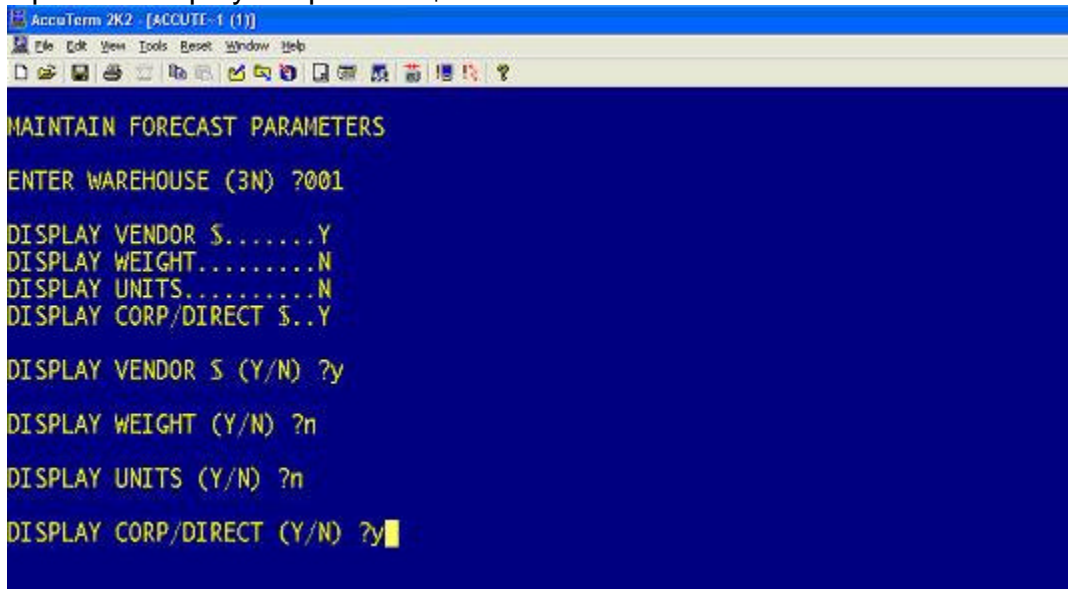 AccuTerm 2K2 - [ACCUTE~1 (1)]
File Edit View Tools Reset Window Help
MAINTAIN FORECAST PARAMETERS
ENTER WAREHOUSE (3N) ?001
DISPLAY VENDOR $.......Y
DISPLAY WEIGHT.........N
DISPLAY UNITS..........N
DISPLAY CORP/DIRECT $..Y
DISPLAY VENDOR $ (Y/N) ?y
DISPLAY WEIGHT (Y/N) ?n
DISPLAY UNITS (Y/N) ?n
DISPLAY CORP/DIRECT (Y/N) ?y